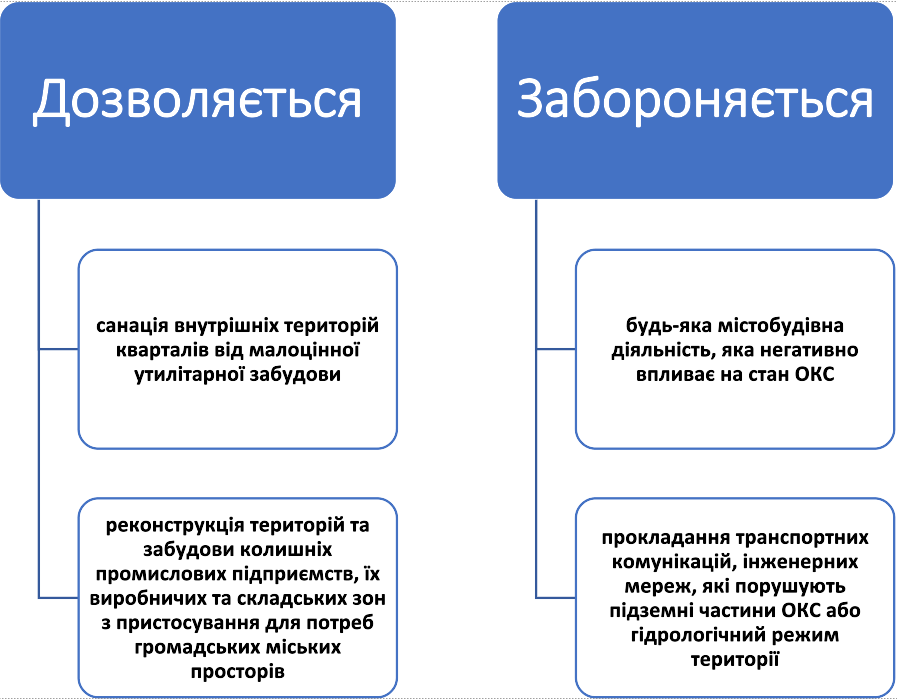 Дозволяється
санація внутрішніх територій
кварталів від малоцінної
утилітарної забудови
реконструкція територій та
забудови колишніх
промислових підприємств, їх
виробничих та складських зон
з пристосування для потреб
громадських міських
просторів
Забороняється
будь-яка містобудівна
діяльність, яка негативно
впливає на стан ОКС
прокладання транспортних
комунікацій, інженерних
мереж, які порушують
підземні частини ОКС або
гідрологічний режим
території